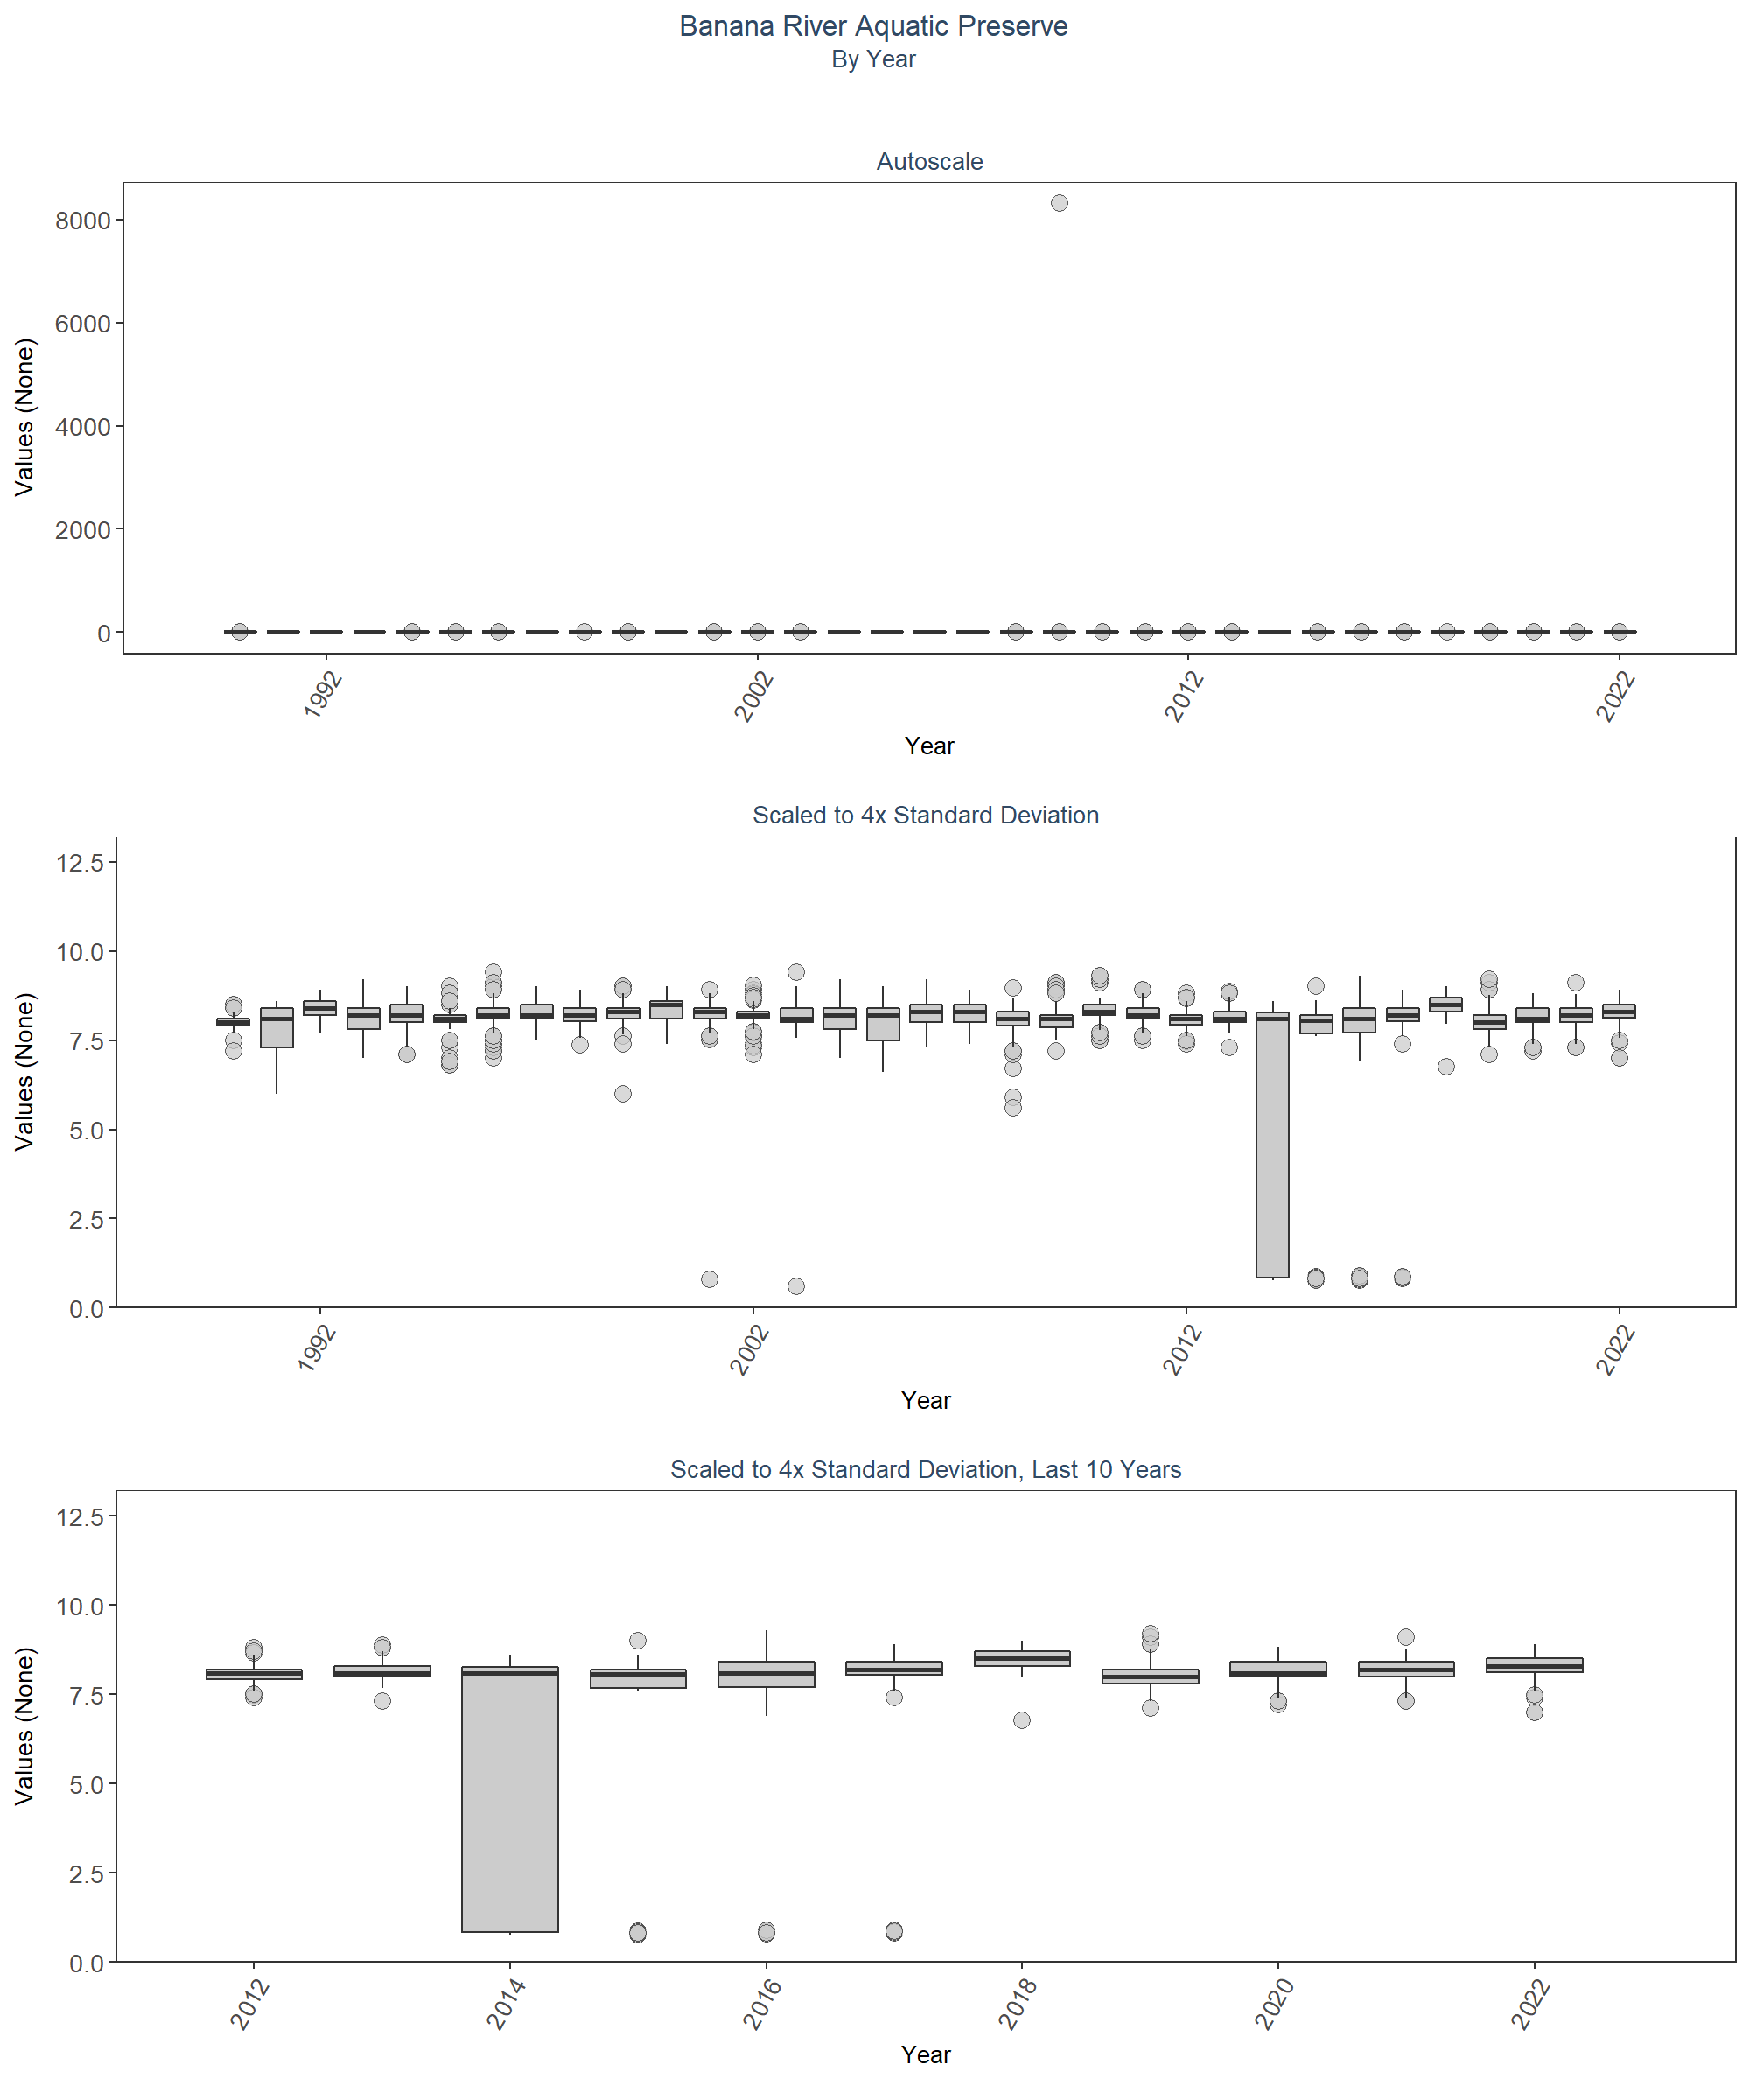 Banana River Aquatic Preserve
By Year
Autoscale
8000
6000
4000
2000
0
Values (None)
1992
2002
2012
2022
Year
Scaled to 4x Standard Deviation
12.5
10.0
7.5
5.0
2.5
0.0
Values (None)
1992
2002
2012
2022
Year
Scaled to 4x Standard Deviation, Last 10 Years
12.5
10.0
7.5
5.0
2.5
0.0
Values (None)
2012
2014
2016
2018
2020
2022
Year